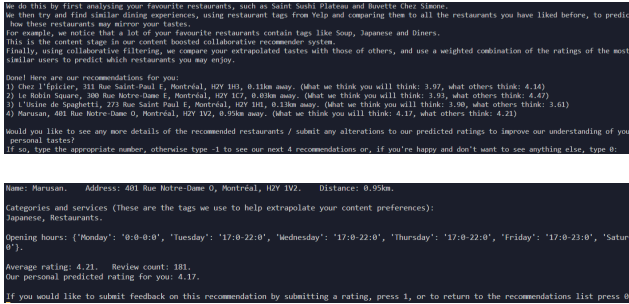 We do this by first analysing your favourite restaurants, such as Saint Sushi Plateau and Buvette Chez Simone.
We then try and find similar dining experiences, using restaurant tags from Yelp and comparing them to all the restaurants you have liked before, to predic
how these restaurants may mirror your tastes.
For example, we notice that a lot of your favourite restaurants contain tags like Soup, Japanese and Diners.
This is the content stage in our content boosted collaborative recommender system.
Finally, using collaborative filtering, we compare your extrapolated tastes with those of others, and use a weighted combination of the ratings of the most
similar users to predict which restaurants you may enjoy.
Done! Here are our recommendations for you:
1) Chez l'Épicier, 311 Rue Saint-Paul E, Montréal, H2Y 1H3, 0.11km away. (What we think you will think: 3.97, what others think: 4.14)
2) Le Robin Square, 300 Rue Notre-Dame E, Montréal, H2Y 1C7, 0.03km away. (What we think you will think: 3.93, what others think: 4.47)
3) L'Usine de Spaghetti, 273 Rue Saint Paul E, Montréal, H2Y 1H1, 0.13km away. (What we think you will think: 3.90, what others think: 3.61)
4) Marusan, 401 Rue Notre-Dame O, Montréal, H2Y 1V2, 0.95km away. (What we think you will think: 4.17, what others think: 4.21)
Would you like to see any more details of the recommended restaurants / submit any alterations to our predicted ratings to improve our understanding of you
personal tastes?
If so, type the appropriate number, otherwise type -1 to see our next 4 recommendations or, if you're happy and don't want to see anything else, type 0:
Name: Marusan. Address: 401 Rue Notre-Dame O, Montréal, H2Y 1V2. Distance: 0.95km.
Categories and services (These are the tags we use to help extrapolate your content preferences):
Japanese, Restaurants.
Opening hours: {'Monday': '0:0-0:0', 'Tuesday': '17:0-22:0', 'Wednesday': '17:0-22:0', 'Thursday': '17:0-22:0', 'Friday': '17:0-23:0', 'Satur
0'}.
Average rating: 4.21. Review count: 181.
Our personal predicted rating for you: 4.17.
If you would like to submit feedback on this recommendation by submitting a rating, press 1, or to return to the recommendations list press 0